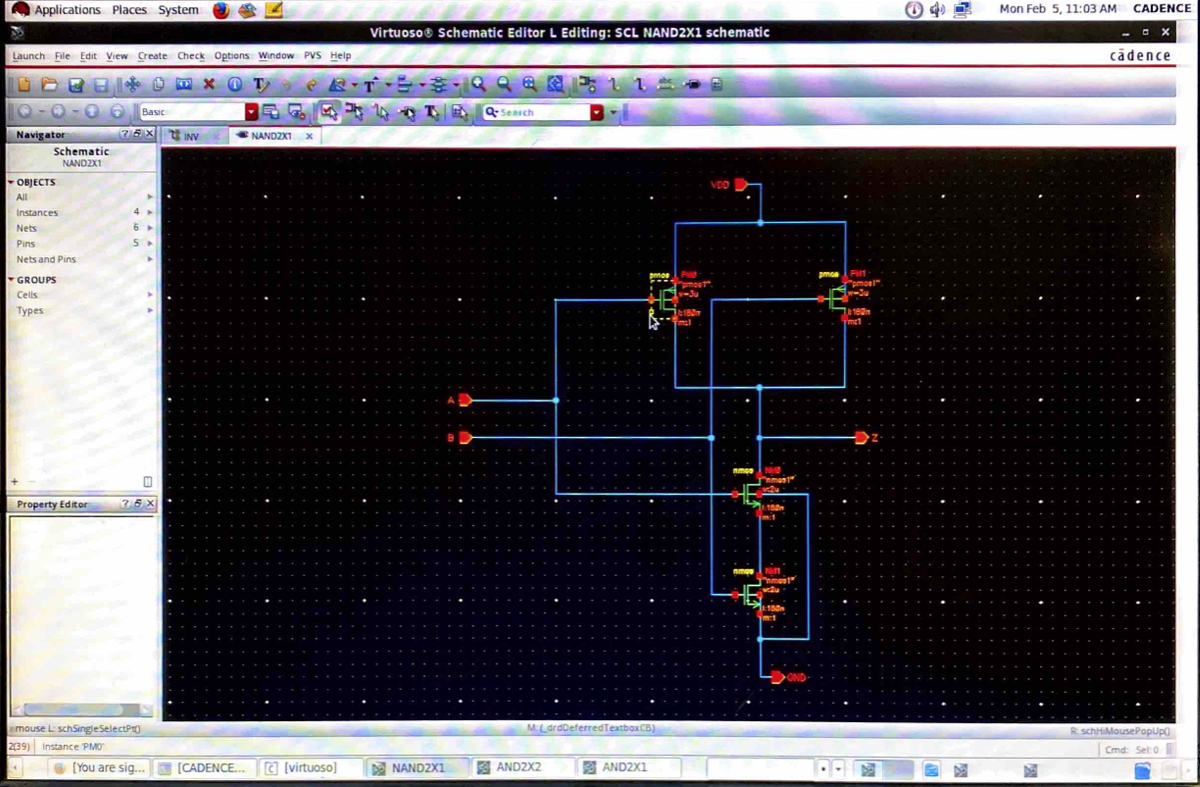 Applications Places System Mon Feb 5, 11:03 AM CADENCE
Virtuoso® Schematic Editor L Editing: SCL NAND2X1 schematic
Launch File Edit View Create Check Options Window PVS Help cādence
Basic Search
Navigator INV NAND2X1
Schematic
NAND2X1
OBJECTS
All
Instances 4
Nets 6
Pins 5
Nets and Pins
GROUPS
Cells
Types
Property Editor
VDD
pmos PM0
"pmos1"
w=3u
l:180n
m:1
pmos PM1
w=3u
l:180n
m:1
A
B
Z
nmos NM0
"nmos1"
w:2u
l:180n
m:1
nmos NM1
"nmos1"
w:2u
l:180n
m:1
GND
mouse L: schSingleSelectPt() M: (_drdDeferredTextboxCB) R: schHiMousePopUp()
2(39) Instance 'PM0' Cmd: Sel: 0
[You are sig... [CADENCE... [virtuoso] NAND2X1 AND2X2 AND2X1